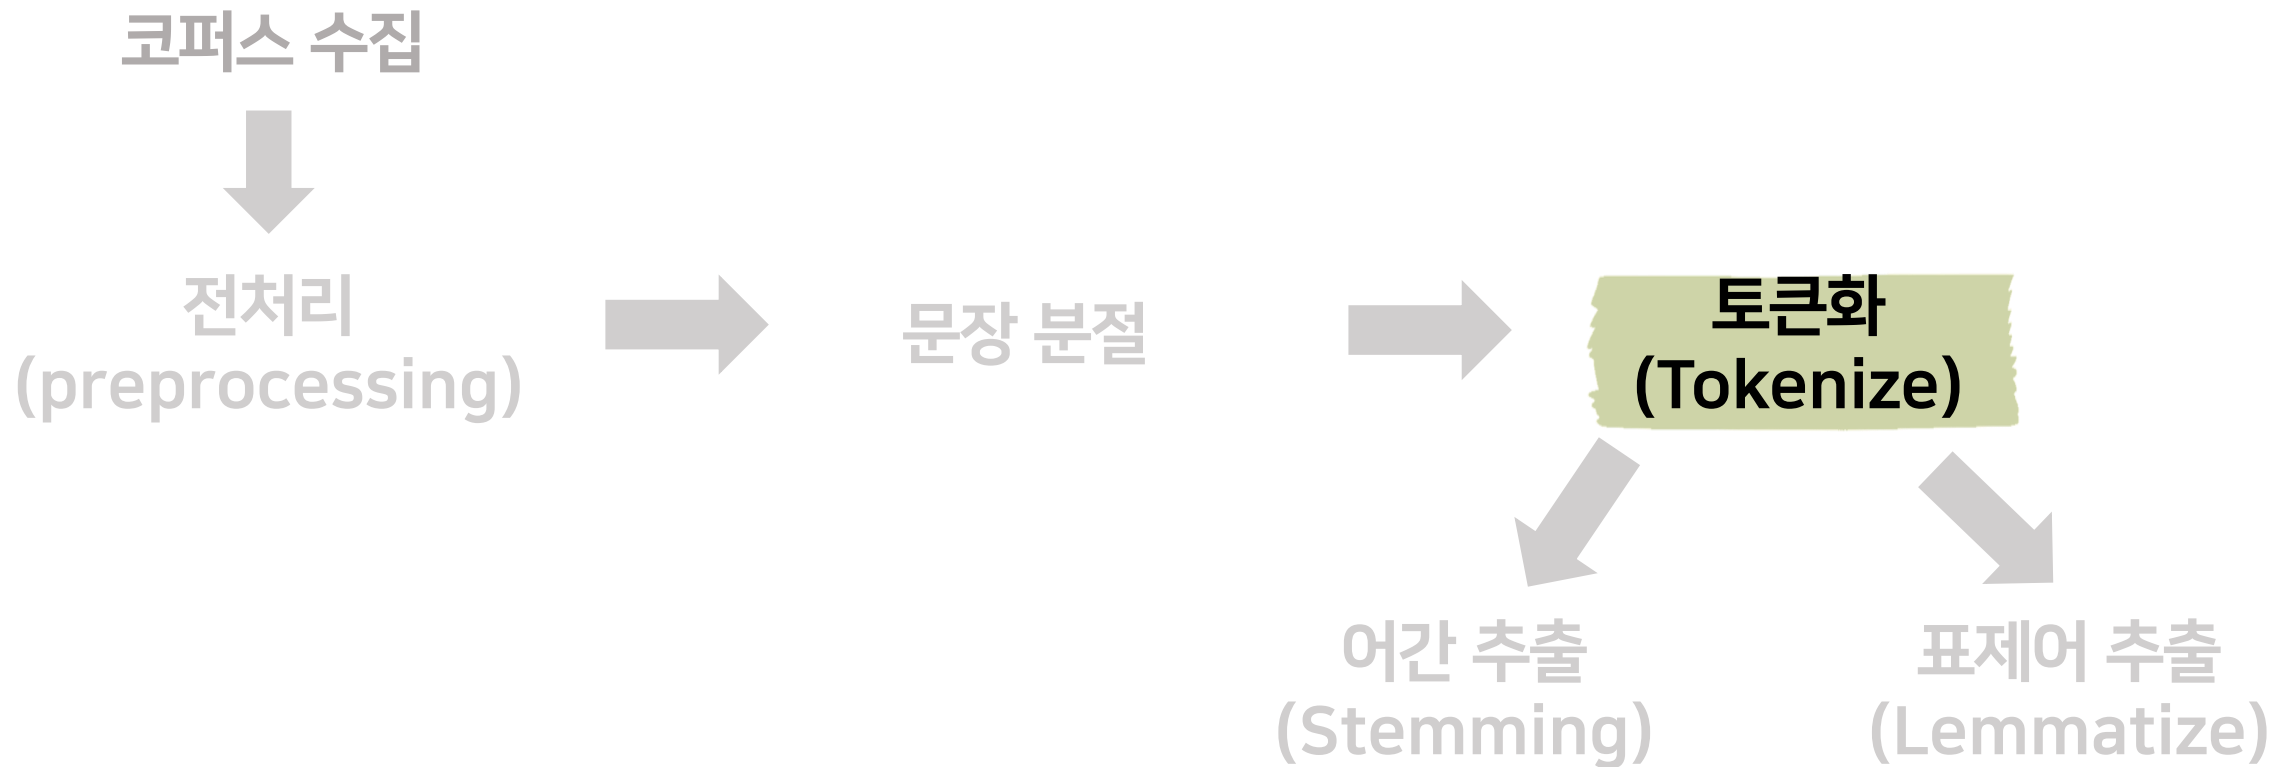 코퍼스 수집
전처리
(preprocessing)
문장 분절
토큰화
(Tokenize)
어간 추출
(Stemming)
표제어 추출
(Lemmatize)